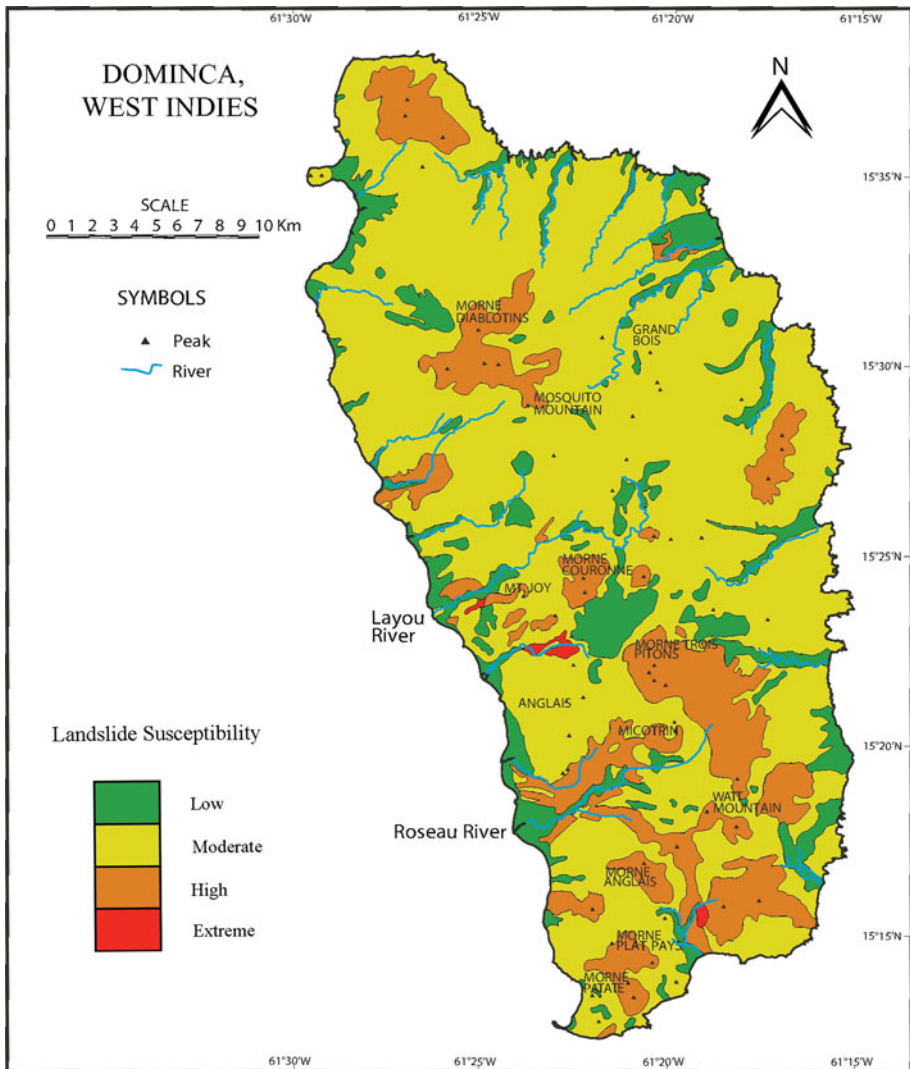 61°30'W 61°25'W 61°20'W 61°15'W
DOMINCA,
WEST INDIES
N
SCALE
0 1 2 3 4 5 6 7 8 9 10 Km
SYMBOLS
Peak
River
15°35'N
MORNE
DIABLOTINS
GRAND
BOIS
15°30'N
MOSQUITO
MOUNTAIN
15°25'N
MORNE
COURONNE
MT. JOY
Layou
River
MORNE TROIS
PITONS
ANGLAIS
MICOTRIN
15°20'N
WATT
MOUNTAIN
Roseau River
MORNE
ANGLAIS
15°15'N
MORNE
PLAT PAYS
MORNE
PATATE
Landslide Susceptibility
Low
Moderate
High
Extreme
61°30'W 61°25'W 61°20'W 61°15'W